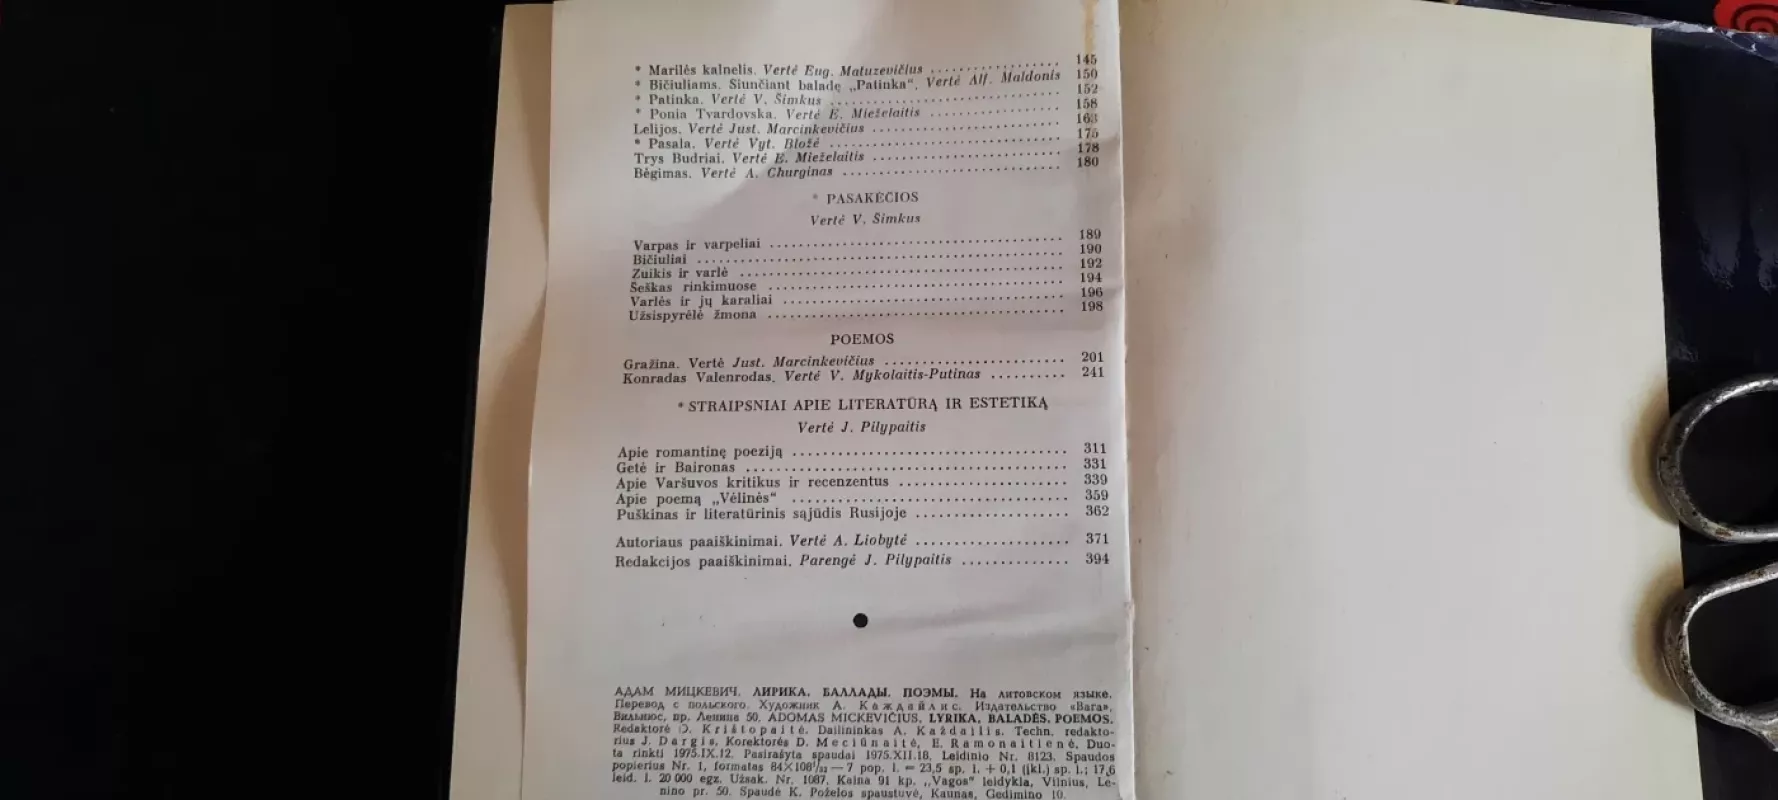 * Marilės kalnelis. Vertė Eug. Matuzevičius .................. 145
* Bičiuliams. Siunčiant baladę „Patinka“. Vertė Alf. Maldonis 150
* Patinka. Vertė V. Šimkus .................. 152
* Ponia Tvardovska. Vertė E. Mieželaitis .................. 158
Lelijos. Vertė Just. Marcinkevičius .................. 163
* Pasala. Vertė Vyt. Bložė .................. 175
Trys Budriai. Vertė E. Mieželaitis .................. 178
Bėgimas. Vertė A. Churginas .................. 180
* PASAKĖČIOS
Vertė V. Šimkus
Varpas ir varpeliai .................. 189
Bičiuliai .................. 190
Zuikis ir varlė .................. 192
Šeškas rinkimuose .................. 194
Varlės ir jų karaliai .................. 196
Užsispyrėlė žmona .................. 198
POEMOS
Gražina. Vertė Just. Marcinkevičius .................. 201
Konradas Valenrodas. Vertė V. Mykolaitis-Putinas .......... 241
* STRAIPSNIAI APIE LITERATŪRĄ IR ESTETIKĄ
Vertė J. Pilypaitis
Apie romantinę poeziją .................. 311
Getė ir Baironas .................. 331
Apie Varšuvos kritikus ir recenzentus .................. 339
Apie poemą „Vėlinės“ .................. 359
Puškinas ir literatūrinis sąjūdis Rusijoje .................. 362
Autoriaus paaiškinimai. Vertė A. Liobytė .................. 371
Redakcijos paaiškinimai. Parengė J. Pilypaitis .............. 394
АДАМ МИЦКЕВИЧ. ЛИРИКА. БАЛЛАДЫ. ПОЭМЫ. На литовском языке.
Перевод с польского. Художник А. Каждайлис. Издательство «Вага»,
Вильнюс, пр. Ленина 50. ADOMAS MICKEVIČIUS. LYRIKA. BALADĖS. POEMOS.
Redaktorė D. Krištopaitė. Dailininkas A. Každailis. Techn. redakto-
rius J. Dargis. Korektorės D. Meciūnaitė, E. Ramonaitienė. Duo-
ta rinkti 1975.IX.12. Pasirašyta spaudai 1975.XII.18. Leidinio Nr. 8123. Spaudos
popierius Nr. 1, formatas 84×108¹/₃₂—7 pop. l. = 23,5 sp. l. + 0,1 (įkl.) sp. l.; 17,6
leid. l. 20 000 egz. Užsak. Nr. 1087. Kaina 91 kp. „Vagos“ leidykla, Vilnius, Le-
nino pr. 50. Spaudė K. Poželos spaustuvė, Kaunas, Gedimino 10.